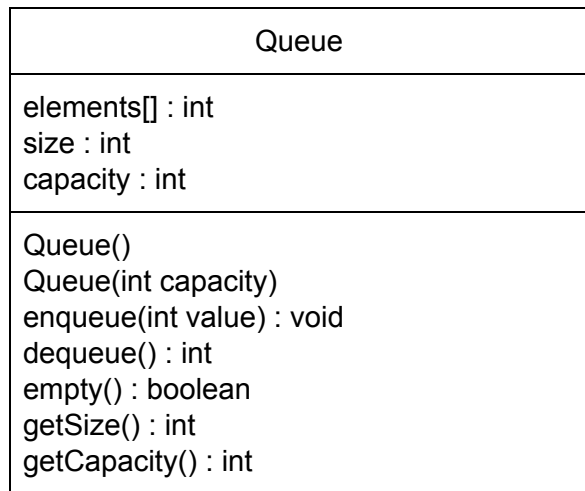 Queue
elements[] : int
size : int
capacity : int
Queue()
Queue(int capacity)
enqueue(int value) : void
dequeue() : int
empty() : boolean
getSize() : int
getCapacity() : int